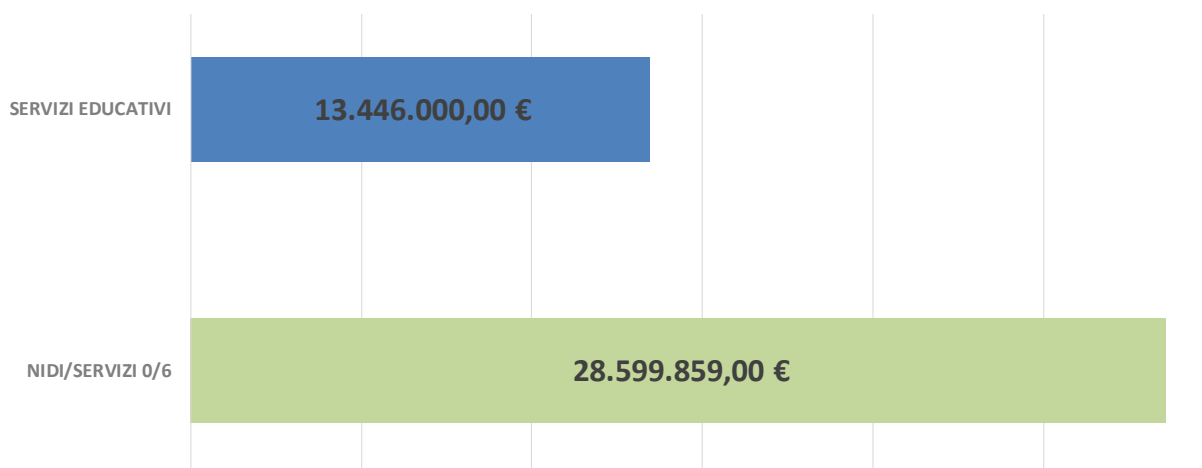 SERVIZI EDUCATIVI
13.446.000,00 €
NIDI/SERVIZI 0/6
28.599.859,00 €